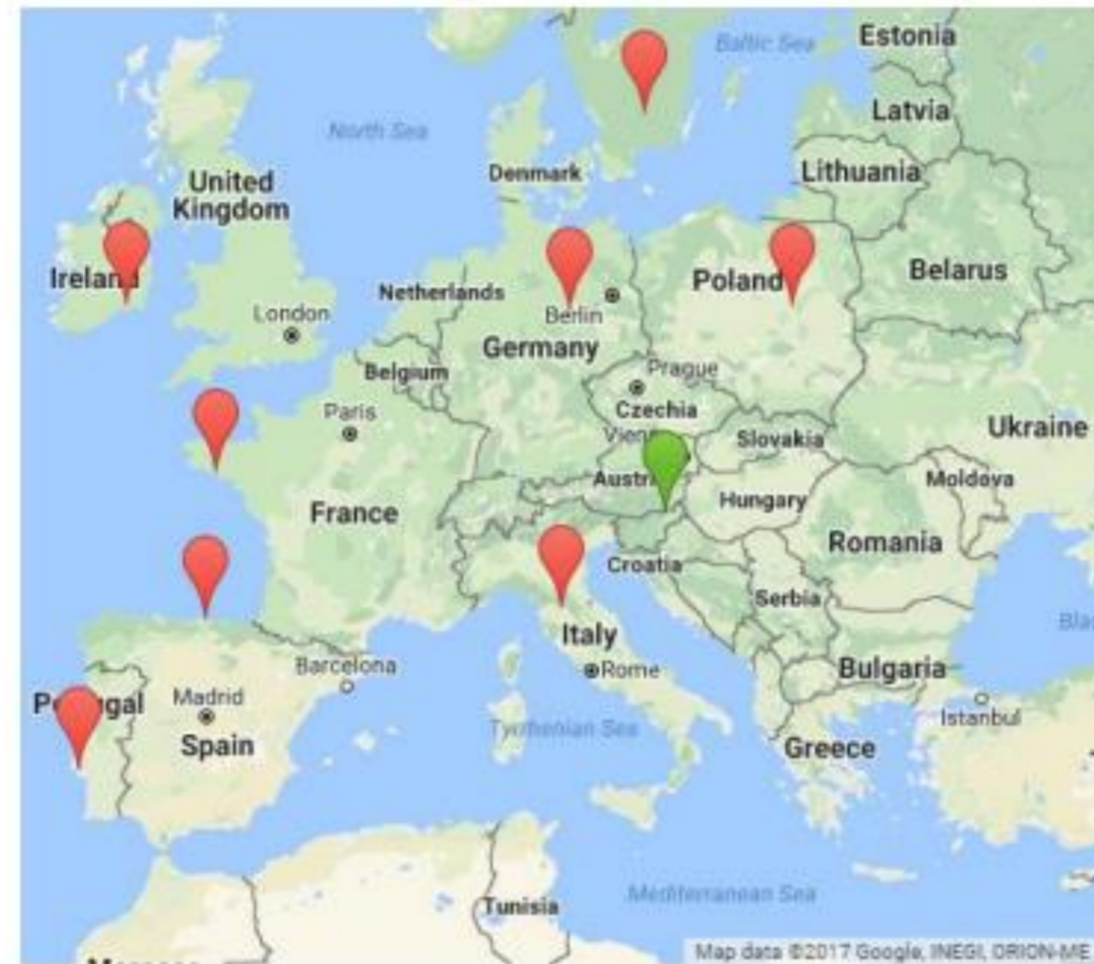 Estonia
Baltic Sea
Latvia
North Sea
Lithuania
Denmark
United
Kingdom
Ireland
Poland
Belarus
Netherlands
London
Berlin
Germany
Belgium
Prague
Paris
Czechia
Ukraine
Slovakia
Moldova
Hungary
France
Romania
Croatia
Serbia
Italy
Barcelona
Rome
Bulgaria
Madrid
Istanbul
Tyrrhenian Sea
Spain
Greece
Mediterranean Sea
Tunisia
Map data ©2017 Google, INEGI, ORION-ME